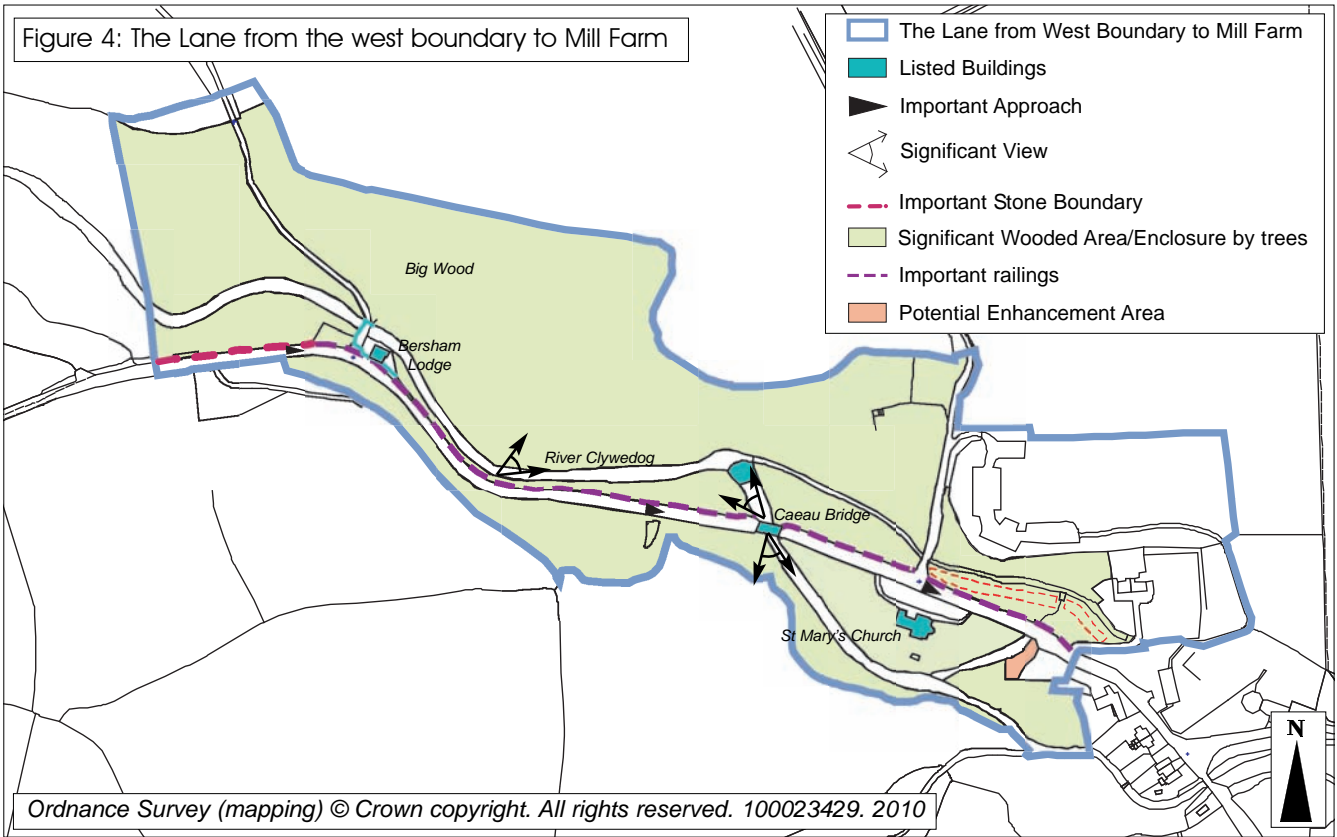 Figure 4: The Lane from the west boundary to Mill Farm
The Lane from West Boundary to Mill Farm
Listed Buildings
Important Approach
Significant View
Important Stone Boundary
Significant Wooded Area/Enclosure by trees
Important railings
Potential Enhancement Area
Big Wood
Bersham
Lodge
River Clywedog
Caeau Bridge
St Mary's Church
N
Ordnance Survey (mapping) © Crown copyright. All rights reserved. 100023429. 2010